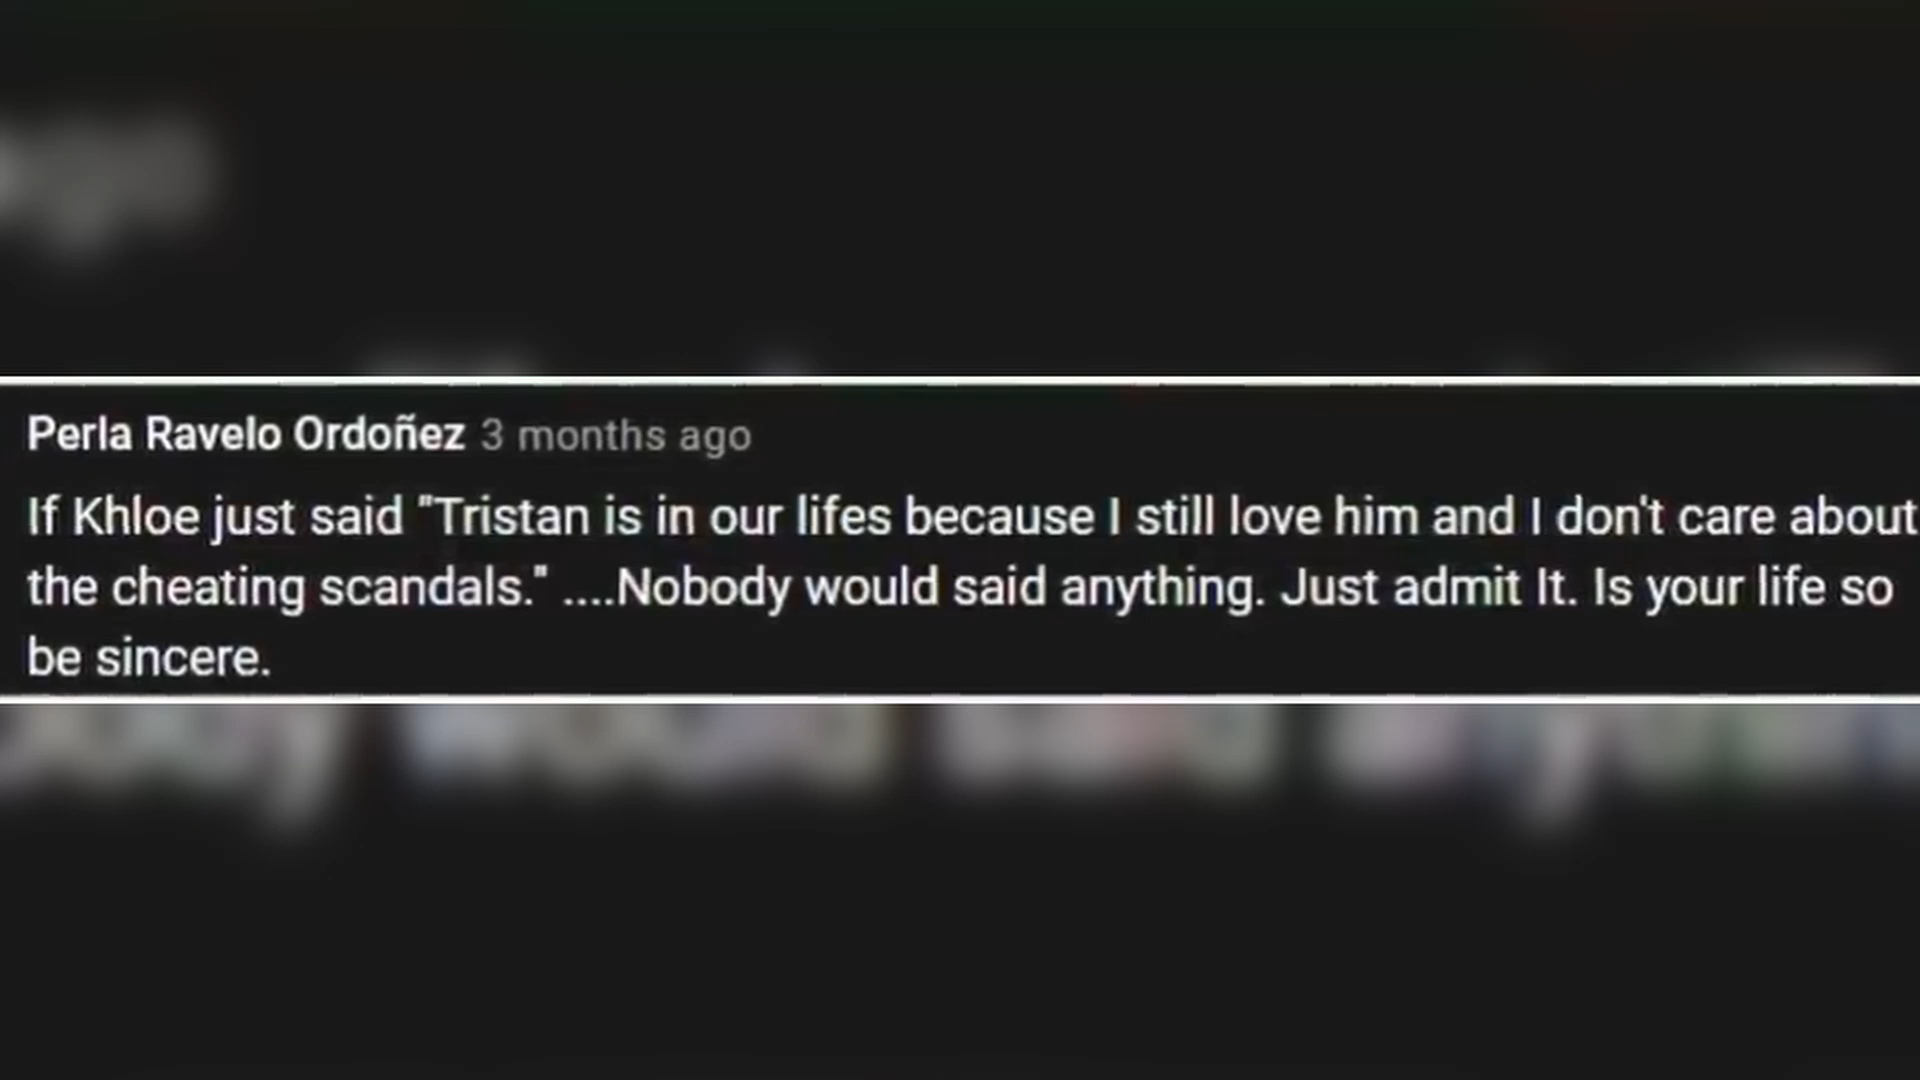 Perla Ravelo Ordoñez 3 months ago
If Khloe just said "Tristan is in our lifes because I still love him and I don't care about
the cheating scandals." ....Nobody would said anything. Just admit It. Is your life so
be sincere.